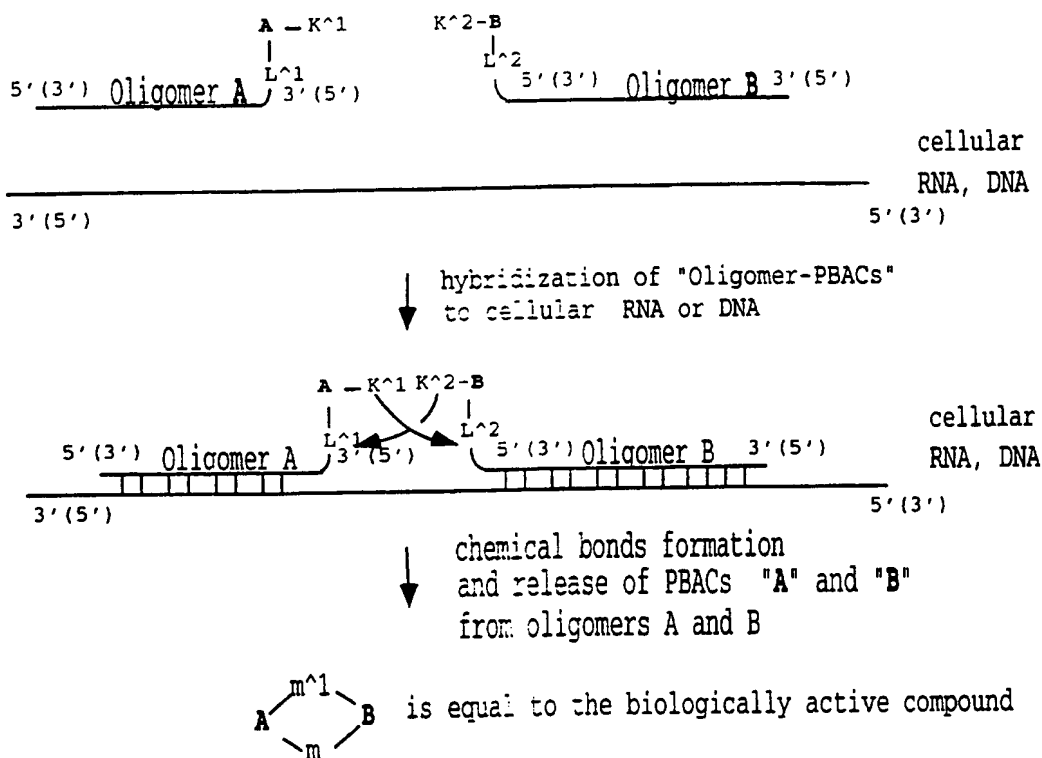 A – K^1 K^2-B
L^1 L^2
5'(3') Oligomer A 3'(5') 5'(3') Oligomer B 3'(5')
cellular
RNA, DNA
3'(5') 5'(3')
hybridization of "Oligomer-PBACs"
to cellular RNA or DNA
A – K^1 K^2-B
L^1 L^2
5'(3') Oligomer A 3'(5') 5'(3') Oligomer B 3'(5')
cellular
RNA, DNA
3'(5') 5'(3')
chemical bonds formation
and release of PBACs "A" and "B"
from oligomers A and B
m^1
A B is equal to the biologically active compound
m